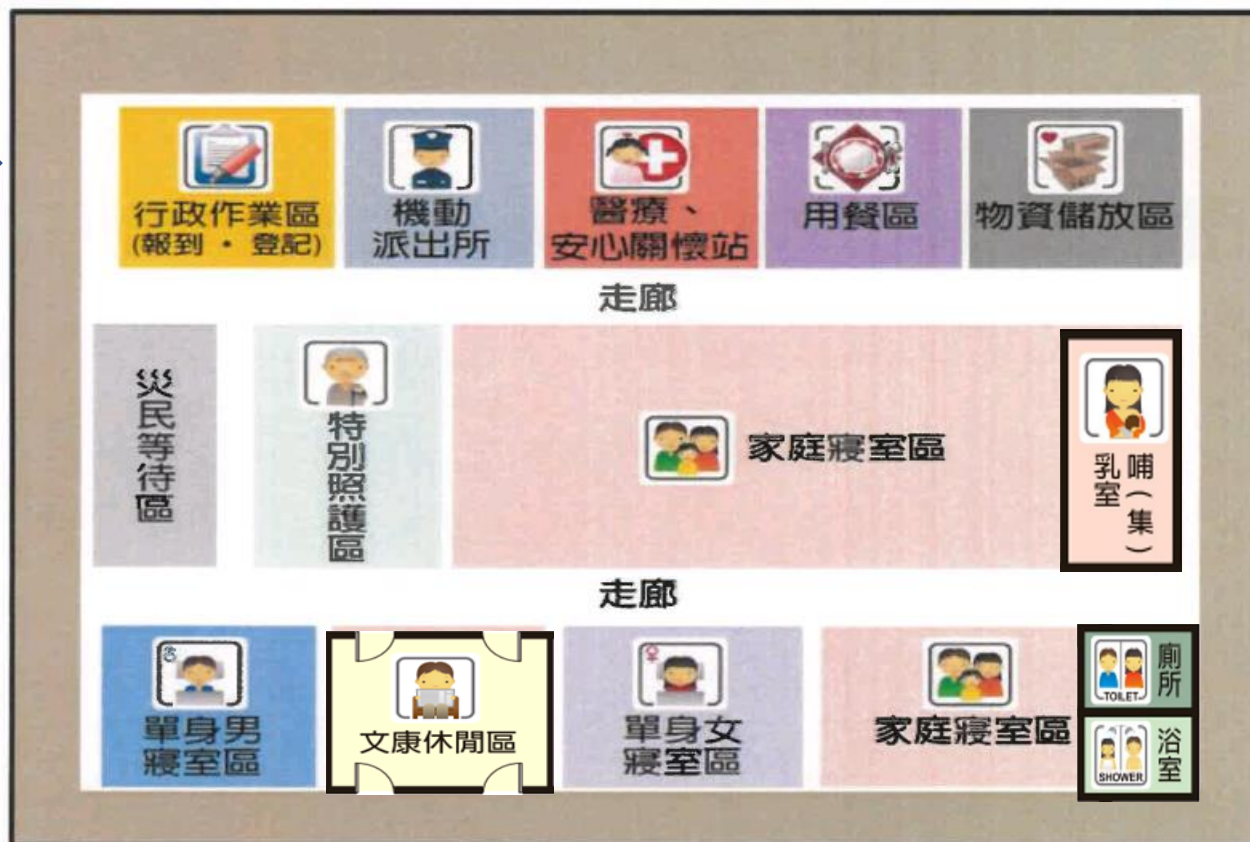 行政作業區
(報到 · 登記)
機動
派出所
醫療、
安心關懷站
用餐區
物資儲放區
走廊
災民等待區
特別照護區
家庭寢室區
哺(集)
乳室
走廊
單身男
寢室區
文康休閒區
單身女
寢室區
家庭寢室區
廁所
TOILET
浴室
SHOWER